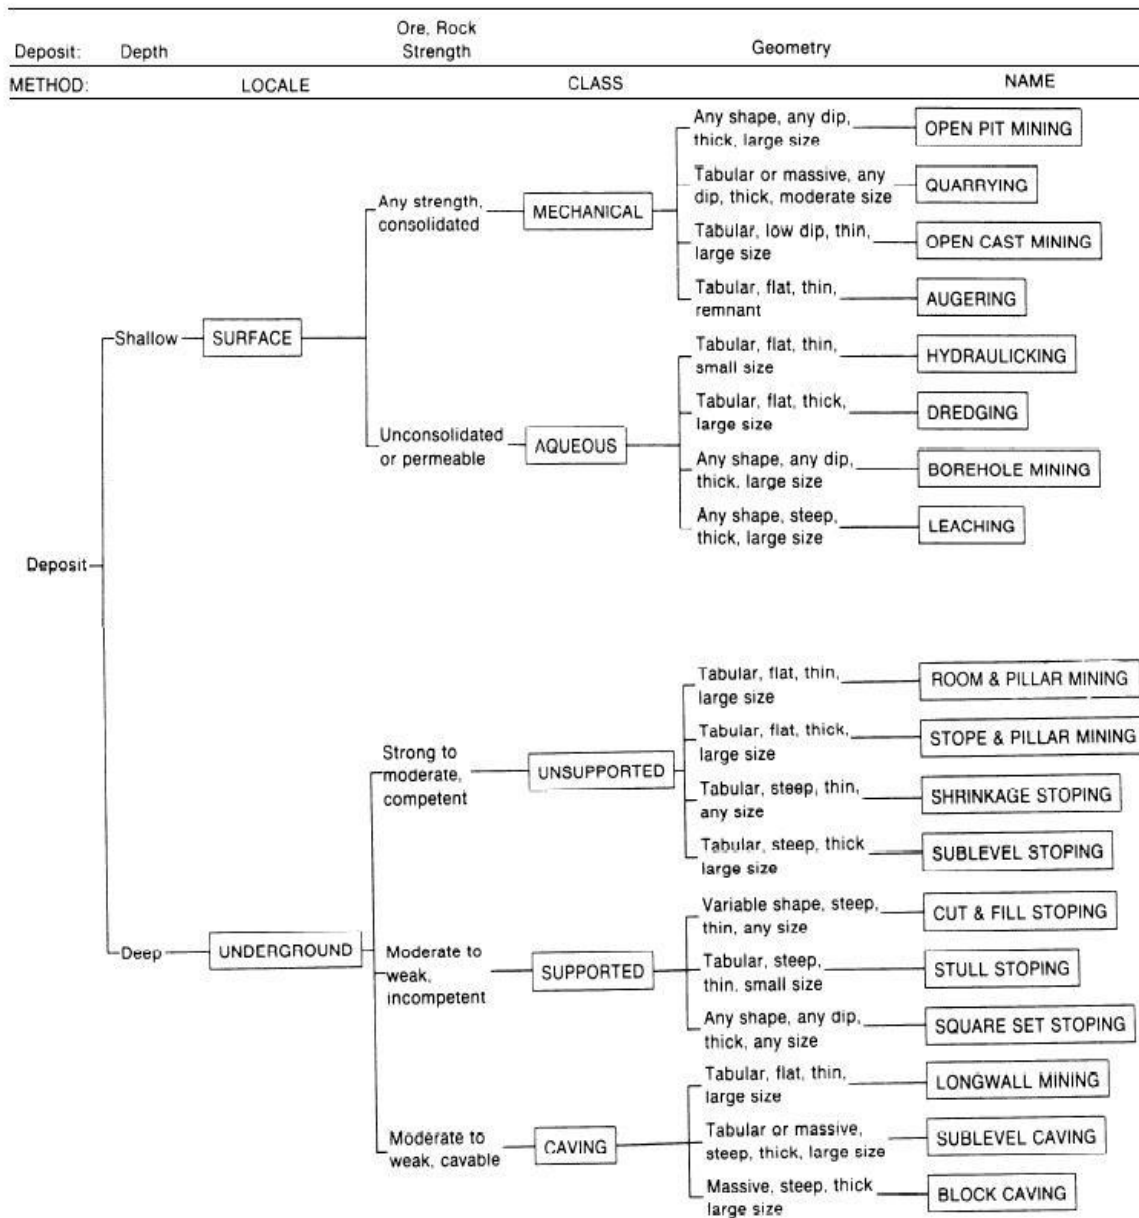 Deposit: Depth Ore, Rock Strength Geometry
METHOD: LOCALE CLASS NAME
Deposit
Shallow
SURFACE
Any strength,
consolidated
MECHANICAL
Any shape, any dip,
thick, large size
OPEN PIT MINING
Tabular or massive, any
dip, thick, moderate size
QUARRYING
Tabular, low dip, thin,
large size
OPEN CAST MINING
Tabular, flat, thin,
remnant
AUGERING
Unconsolidated
or permeable
AQUEOUS
Tabular, flat, thin,
small size
HYDRAULICKING
Tabular, flat, thick,
large size
DREDGING
Any shape, any dip,
thick, large size
BOREHOLE MINING
Any shape, steep,
thick, large size
LEACHING
Deep
UNDERGROUND
Strong to
moderate,
competent
UNSUPPORTED
Tabular, flat, thin,
large size
ROOM & PILLAR MINING
Tabular, flat, thick,
large size
STOPE & PILLAR MINING
Tabular, steep, thin,
any size
SHRINKAGE STOPING
Tabular, steep, thick
large size
SUBLEVEL STOPING
Moderate to
weak,
incompetent
SUPPORTED
Variable shape, steep,
thin, any size
CUT & FILL STOPING
Tabular, steep,
thin, small size
STULL STOPING
Any shape, any dip,
thick, any size
SQUARE SET STOPING
Moderate to
weak, cavable
CAVING
Tabular, flat, thin,
large size
LONGWALL MINING
Tabular or massive,
steep, thick, large size
SUBLEVEL CAVING
Massive, steep, thick
large size
BLOCK CAVING